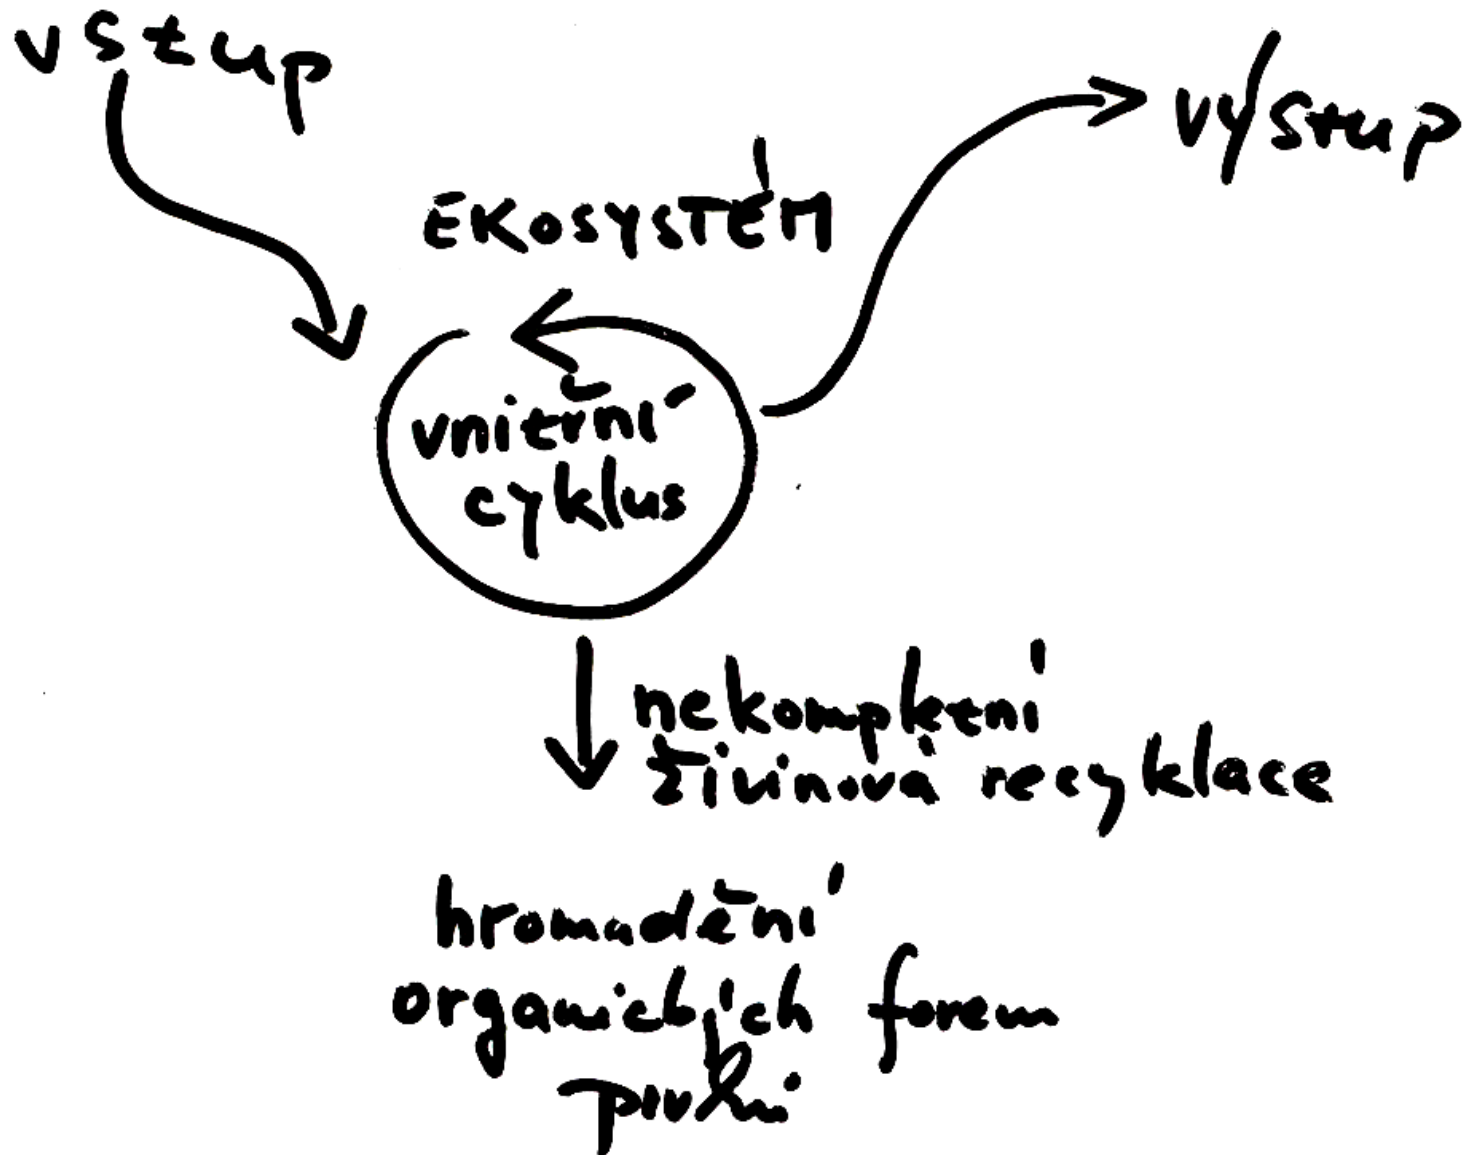 vstup
výstup
EKOSYSTÉM
vnitřní
cyklus
nekompletní
živinová recyklace
hromadění
organických forem
prvků